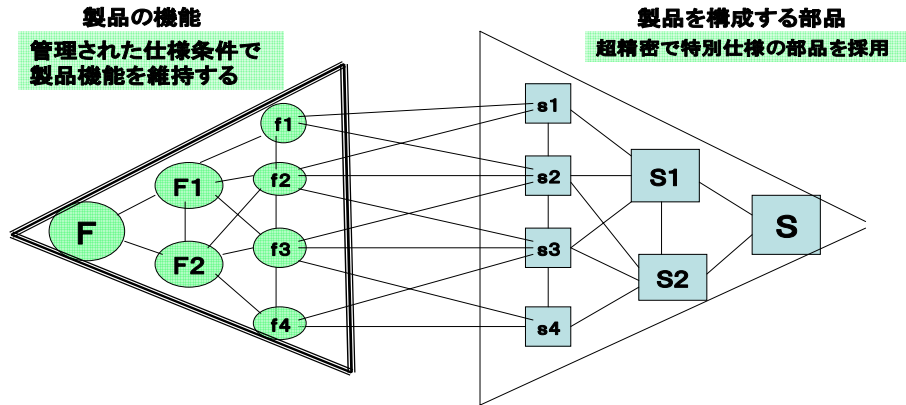 製品の機能
管理された仕様条件で
製品機能を維持する
製品を構成する部品
超精密で特別仕様の部品を採用
F
F1
F2
f1
f2
f3
f4
s1
s2
s3
s4
S1
S2
S